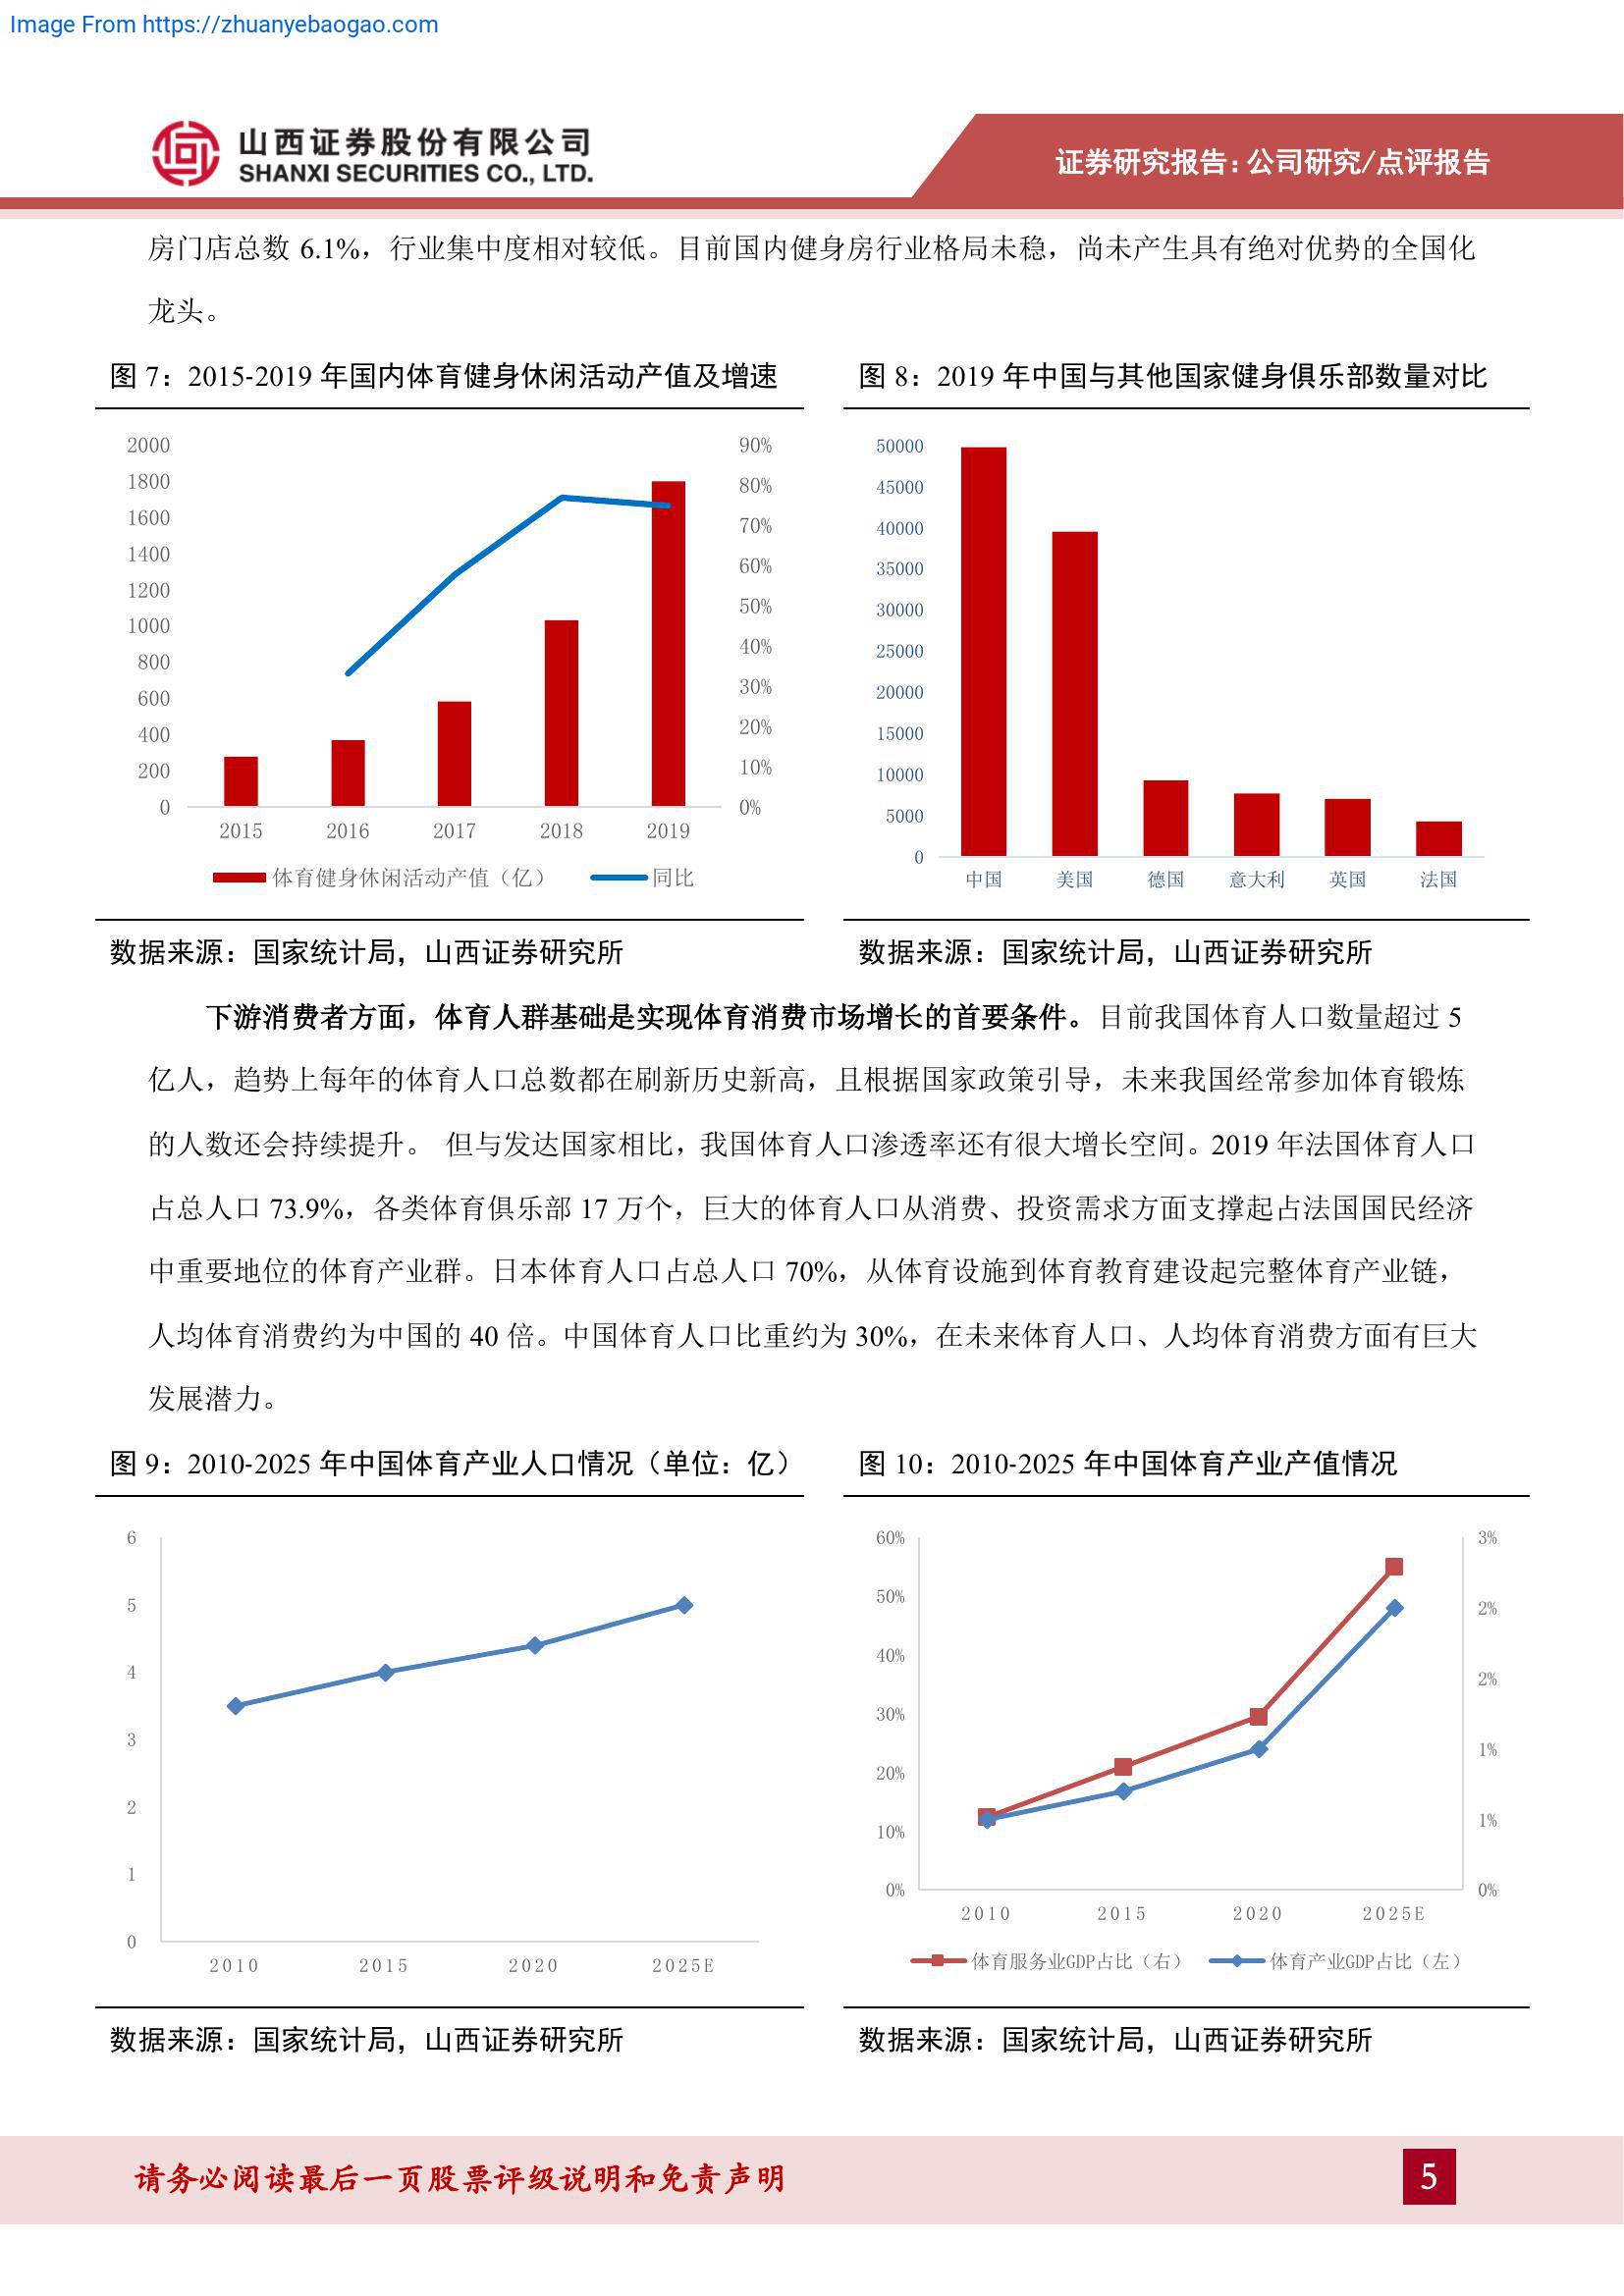 Image From https://zhuanyebaogao.com
山西证券股份有限公司
SHANXI SECURITIES CO., LTD.
证券研究报告：公司研究/点评报告
房门店总数 6.1%，行业集中度相对较低。目前国内健身房行业格局未稳，尚未产生具有绝对优势的全国化
龙头。
图 7：2015-2019 年国内体育健身休闲活动产值及增速
2000
1800
1600
1400
1200
1000
800
600
400
200
0
90%
80%
70%
60%
50%
40%
30%
20%
10%
0%
2015 2016 2017 2018 2019
体育健身休闲活动产值（亿） 同比
数据来源：国家统计局，山西证券研究所
图 8：2019 年中国与其他国家健身俱乐部数量对比
50000
45000
40000
35000
30000
25000
20000
15000
10000
5000
0
中国 美国 德国 意大利 英国 法国
数据来源：国家统计局，山西证券研究所
下游消费者方面，体育人群基础是实现体育消费市场增长的首要条件。目前我国体育人口数量超过 5
亿人，趋势上每年的体育人口总数都在刷新历史新高，且根据国家政策引导，未来我国经常参加体育锻炼
的人数还会持续提升。 但与发达国家相比，我国体育人口渗透率还有很大增长空间。2019 年法国体育人口
占总人口 73.9%，各类体育俱乐部 17 万个，巨大的体育人口从消费、投资需求方面支撑起占法国国民经济
中重要地位的体育产业群。日本体育人口占总人口 70%，从体育设施到体育教育建设起完整体育产业链，
人均体育消费约为中国的 40 倍。中国体育人口比重约为 30%，在未来体育人口、人均体育消费方面有巨大
发展潜力。
图 9：2010-2025 年中国体育产业人口情况（单位：亿）
6
5
4
3
2
1
0
2010 2015 2020 2025E
数据来源：国家统计局，山西证券研究所
图 10：2010-2025 年中国体育产业产值情况
60%
50%
40%
30%
20%
10%
0%
3%
2%
2%
1%
1%
0%
2010 2015 2020 2025E
体育服务业GDP占比（右） 体育产业GDP占比（左）
数据来源：国家统计局，山西证券研究所
请务必阅读最后一页股票评级说明和免责声明
5